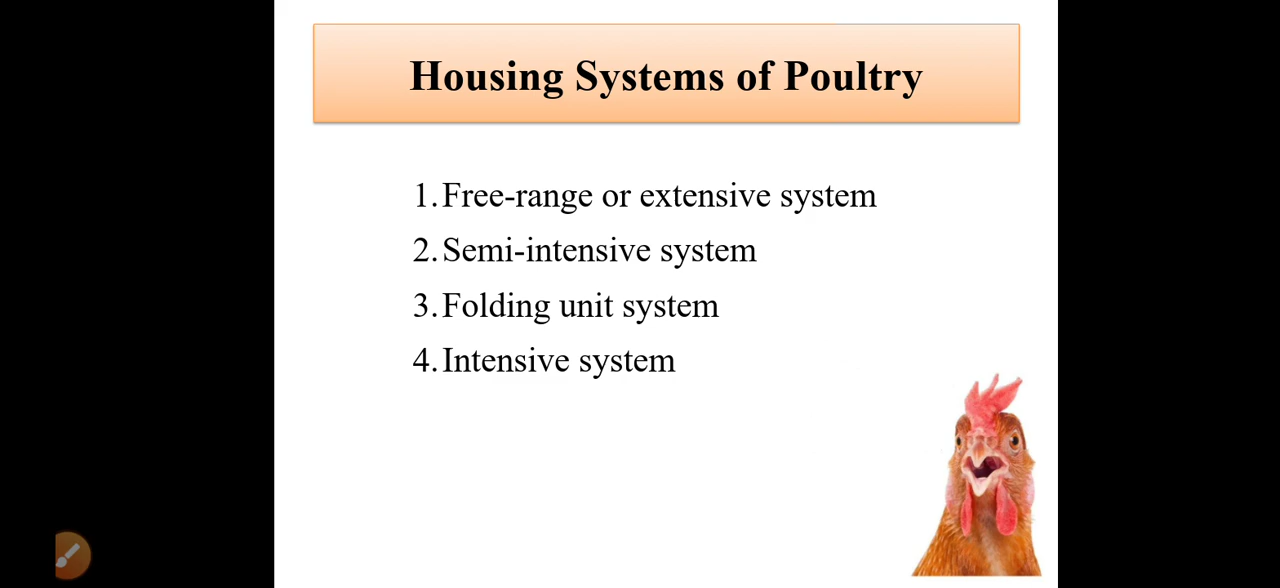 Housing Systems of Poultry
1. Free-range or extensive system
2. Semi-intensive system
3. Folding unit system
4. Intensive system